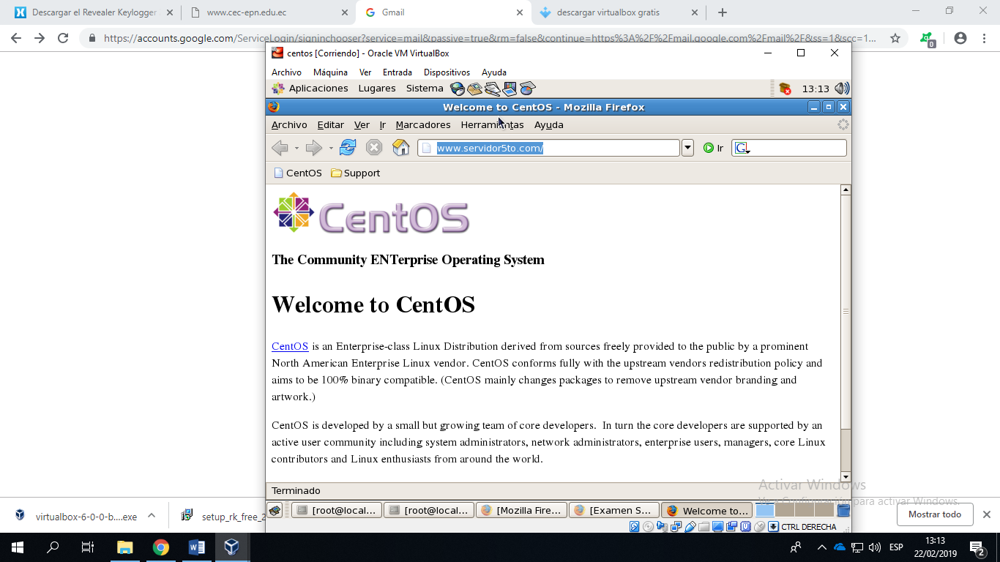 Descargar el Revealer Keylogger
www.cec-epn.edu.ec
Gmail
descargar virtualbox gratis
https://accounts.google.com/ServiceLogin/signinchooser?service=mail&passive=true&rm=false&continue=https%3A%2F%2Fmail.google.com%2Fmail%2F&ss=1&scc=1...
0
centos [Corriendo] - Oracle VM VirtualBox
Archivo Máquina Ver Entrada Dispositivos Ayuda
Aplicaciones Lugares Sistema 13:13
Welcome to CentOS - Mozilla Firefox
Archivo Editar Ver Ir Marcadores Herramientas Ayuda
www.servidor5to.com/ Ir G
CentOS Support
CentOS
The Community ENTerprise Operating System
Welcome to CentOS
CentOS is an Enterprise-class Linux Distribution derived from sources freely provided to the public by a prominent
North American Enterprise Linux vendor. CentOS conforms fully with the upstream vendors redistribution policy and
aims to be 100% binary compatible. (CentOS mainly changes packages to remove upstream vendor branding and
artwork.)
CentOS is developed by a small but growing team of core developers. In turn the core developers are supported by an
active user community including system administrators, network administrators, enterprise users, managers, core Linux
contributors and Linux enthusiasts from around the world.
Terminado
Activar Windows
para activar Windows.
[root@local... [root@local... [Mozilla Fire... [Examen S... Welcome to...
CTRL DERECHA
virtualbox-6-0-0-b....exe
setup_rk_free_2
Mostrar todo
ESP
13:13
22/02/2019
2